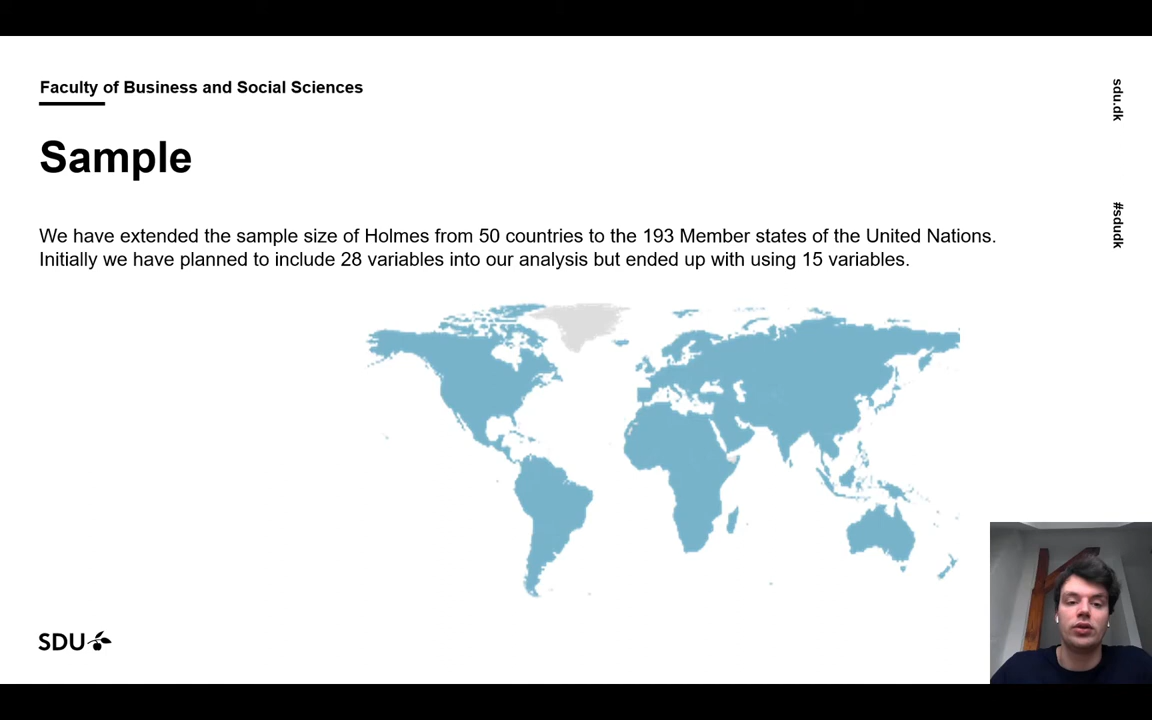 Faculty of Business and Social Sciences
sdu.dk
Sample
#sdudk
We have extended the sample size of Holmes from 50 countries to the 193 Member states of the United Nations.
Initially we have planned to include 28 variables into our analysis but ended up with using 15 variables.
SDU